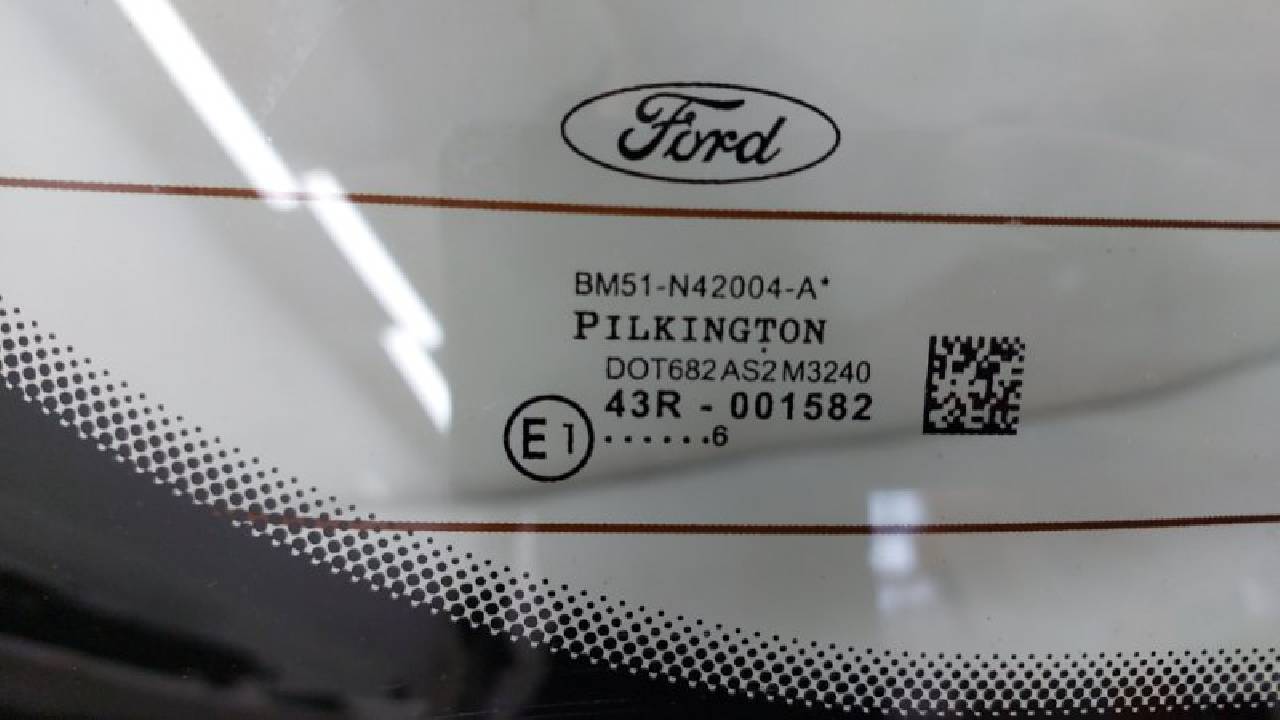 Ford
BM51-N42004-A*
PILKINGTON
DOT682 AS2 M3240
43R - 001582
E1 ......6